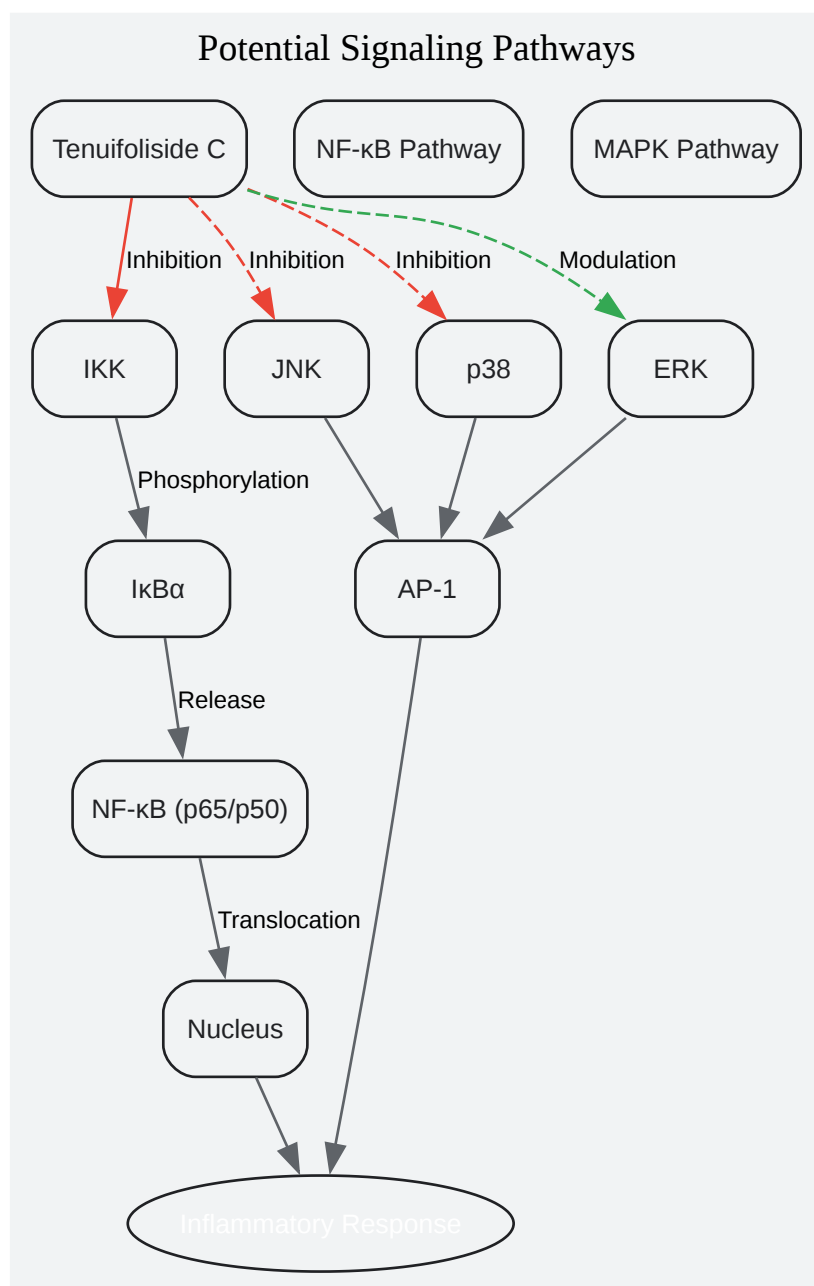 Potential Signaling Pathways
Tenuifoliside C
NF-κB Pathway
MAPK Pathway
Inhibition
Inhibition
Inhibition
Modulation
IKK
JNK
p38
ERK
Phosphorylation
IκBα
AP-1
Release
NF-κB (p65/p50)
Translocation
Nucleus
Inflammatory Response